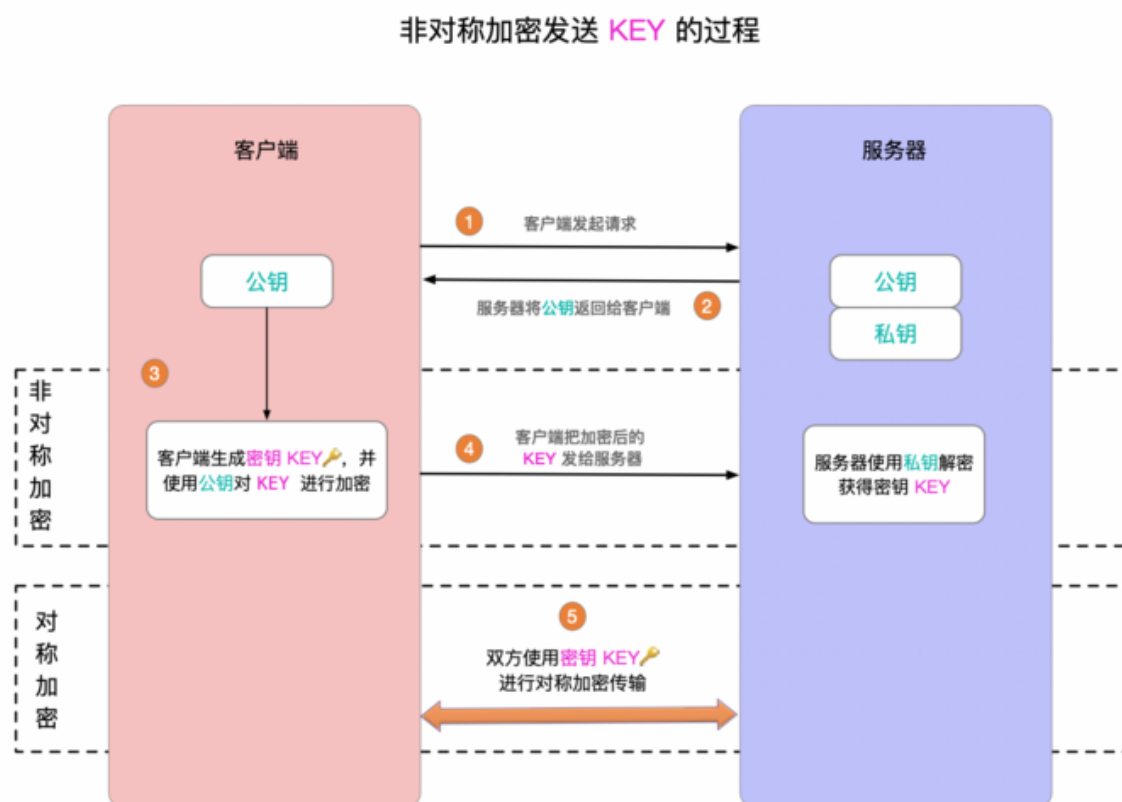 非对称加密发送 KEY 的过程
客户端
服务器
1
客户端发起请求
公钥
公钥
服务器将公钥返回给客户端
2
私钥
3
非对称加密
客户端生成密钥 KEY🔑，并
使用公钥对 KEY 进行加密
4
客户端把加密后的
KEY 发给服务器
服务器使用私钥解密
获得密钥 KEY
对称加密
5
双方使用密钥 KEY🔑
进行对称加密传输